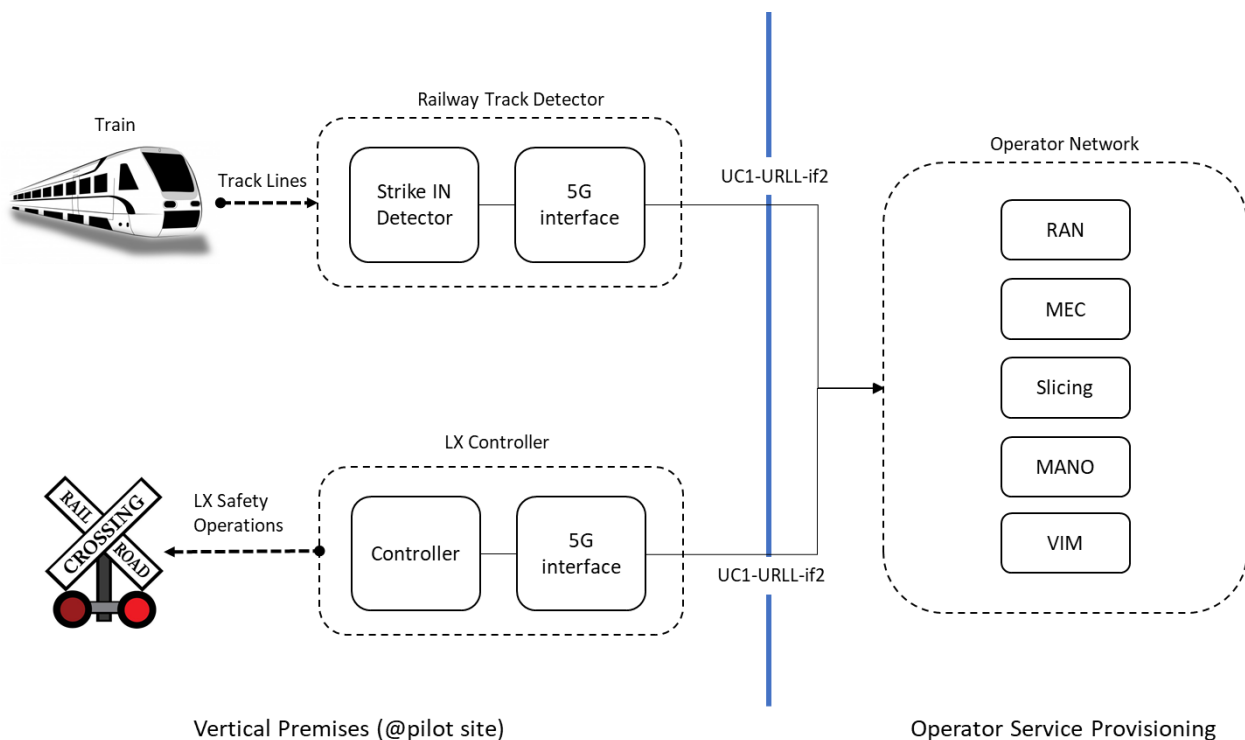 Railway Track Detector
Train
Track Lines
Strike IN
Detector
5G
interface
UC1-URLL-if2
Operator Network
RAN
MEC
Slicing
MANO
VIM
LX Controller
LX Safety
Operations
Controller
5G
interface
UC1-URLL-if2
RAIL
CROSSING
ROAD
Vertical Premises (@pilot site)
Operator Service Provisioning